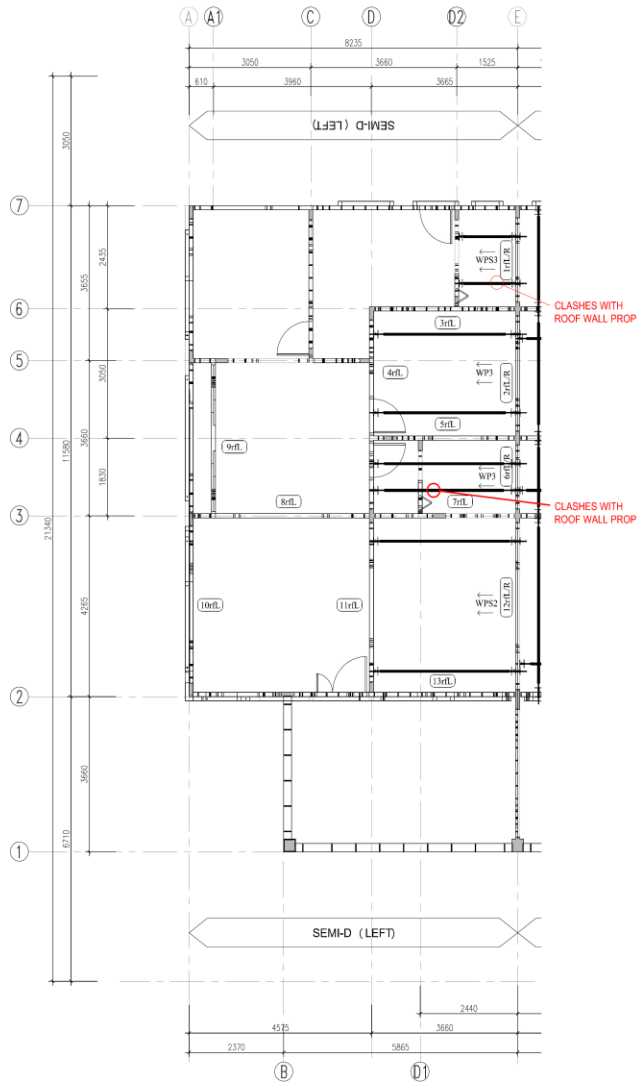 A
A1
C
D
D2
E
8235
3050
3660
1525
610
3960
3665
SEMI-D (LEFT)
3050
7
2435
3655
WPS3
1rfL/R
CLASHES WITH
ROOF WALL PROP
6
3rfL
5
3050
4rfL
WP3
2rfL/R
5rfL
4
11580
3660
9rfL
1830
WP3
6rfL/R
8rfL
7rfL
CLASHES WITH
ROOF WALL PROP
3
21340
4265
10rfL
11rfL
WPS2
12rfL/R
13rfL
2
3660
6710
1
SEMI-D (LEFT)
2440
4575
3660
2370
5865
B
D1